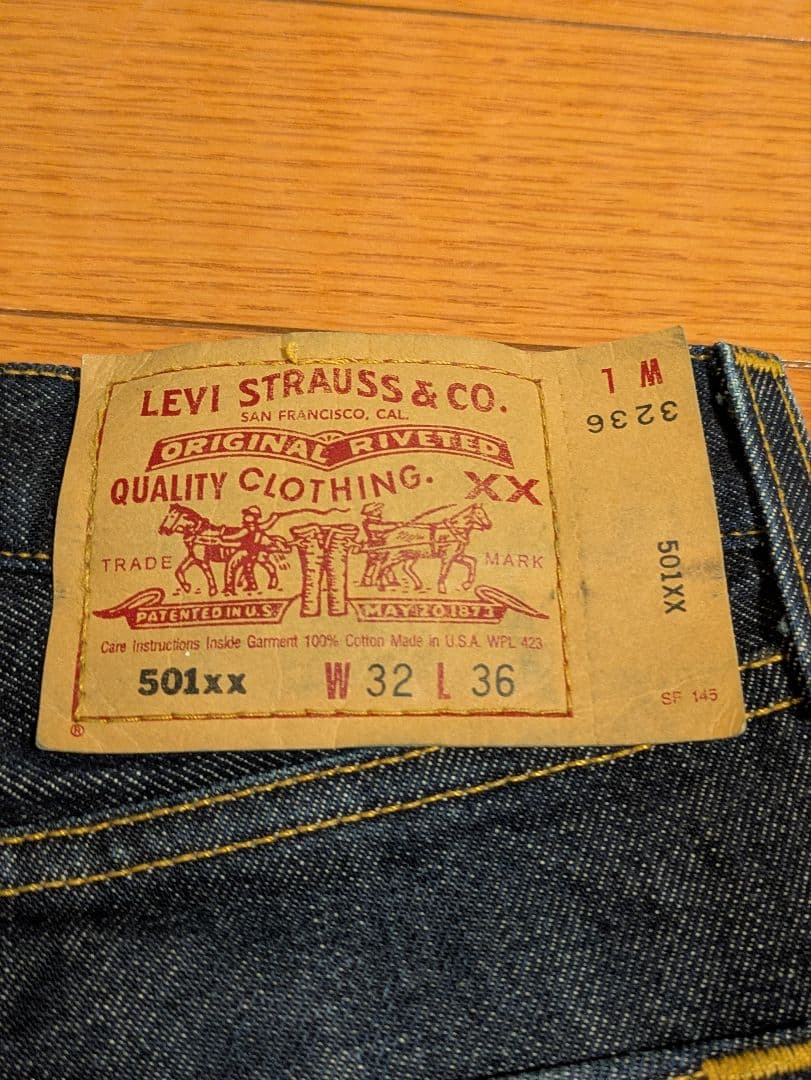 LEVI STRAUSS & CO.
SAN FRANCISCO, CAL.
ORIGINAL RIVETED
QUALITY CLOTHING. XX
TRADE MARK
PATENTED IN U.S. MAY 20 1873
Care Instructions Inside Garment 100% Cotton Made in U.S.A. WPL 423
501xx W 32 L 36
®
W L
3236
501XX
SF 145